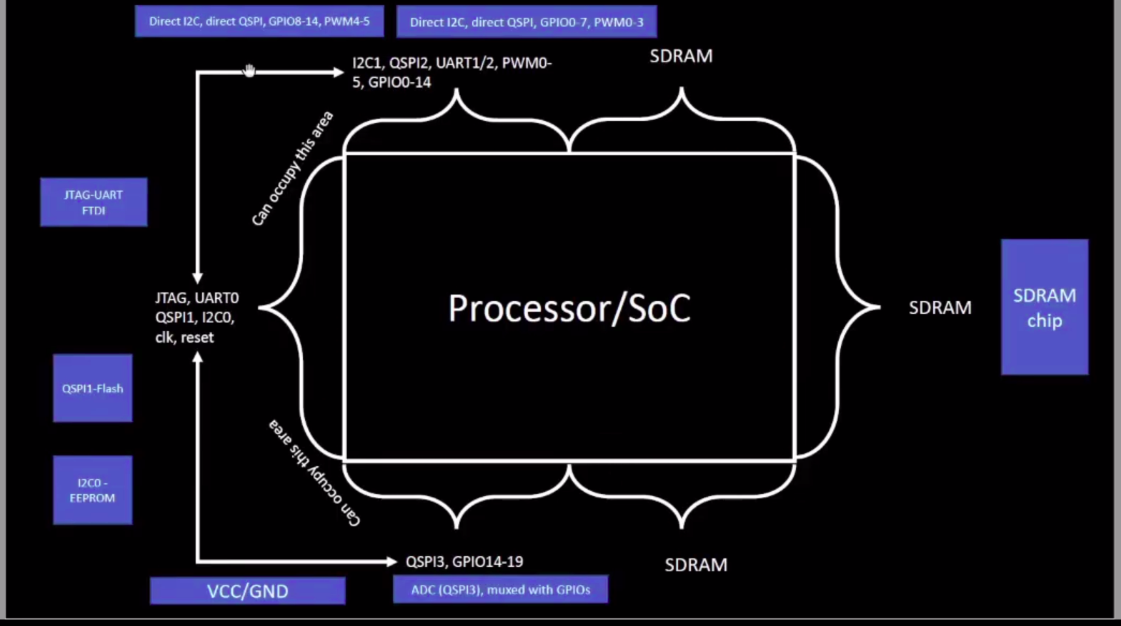 Direct I2C, direct QSPI, GPIO8-14, PWM4-5
Direct I2C, direct QSPI, GPIO0-7, PWM0-3
I2C1, QSPI2, UART1/2, PWM0-
5, GPIO0-14
SDRAM
Can occupy this area
JTAG-UART
FTDI
JTAG, UART0
QSPI1, I2C0,
clk, reset
Processor/SoC
SDRAM
SDRAM
chip
QSPI1-Flash
I2C0 -
EEPROM
Can occupy this area
QSPI3, GPIO14-19
SDRAM
VCC/GND
ADC (QSPI3), muxed with GPIOs